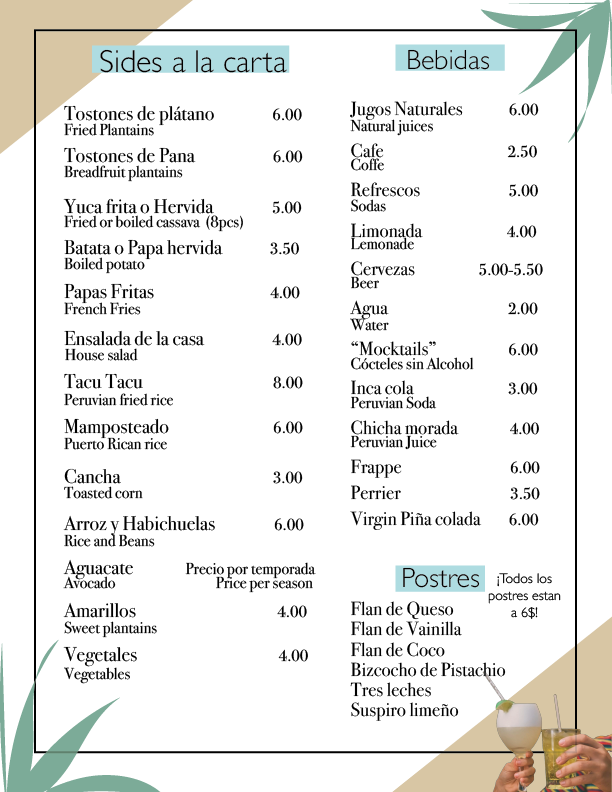 Sides a la carta
Tostones de plátano 6.00
Fried Plantains
Tostones de Pana 6.00
Breadfruit plantains
Yuca frita o Hervida 5.00
Fried or boiled cassava (8pcs)
Batata o Papa hervida 3.50
Boiled potato
Papas Fritas 4.00
French Fries
Ensalada de la casa 4.00
House salad
Tacu Tacu 8.00
Peruvian fried rice
Mamposteado 6.00
Puerto Rican rice
Cancha 3.00
Toasted corn
Arroz y Habichuelas 6.00
Rice and Beans
Aguacate Precio por temporada
Avocado Price per season
Amarillos 4.00
Sweet plantains
Vegetales 4.00
Vegetables
Bebidas
Jugos Naturales 6.00
Natural juices
Cafe 2.50
Coffe
Refrescos 5.00
Sodas
Limonada 4.00
Lemonade
Cervezas 5.00-5.50
Beer
Agua 2.00
Water
“Mocktails” 6.00
Cócteles sin Alcohol
Inca cola 3.00
Peruvian Soda
Chicha morada 4.00
Peruvian Juice
Frappe 6.00
Perrier 3.50
Virgin Piña colada 6.00
Postres
¡Todos los
postres estan
a 6$!
Flan de Queso
Flan de Vainilla
Flan de Coco
Bizcocho de Pistachio
Tres leches
Suspiro limeño